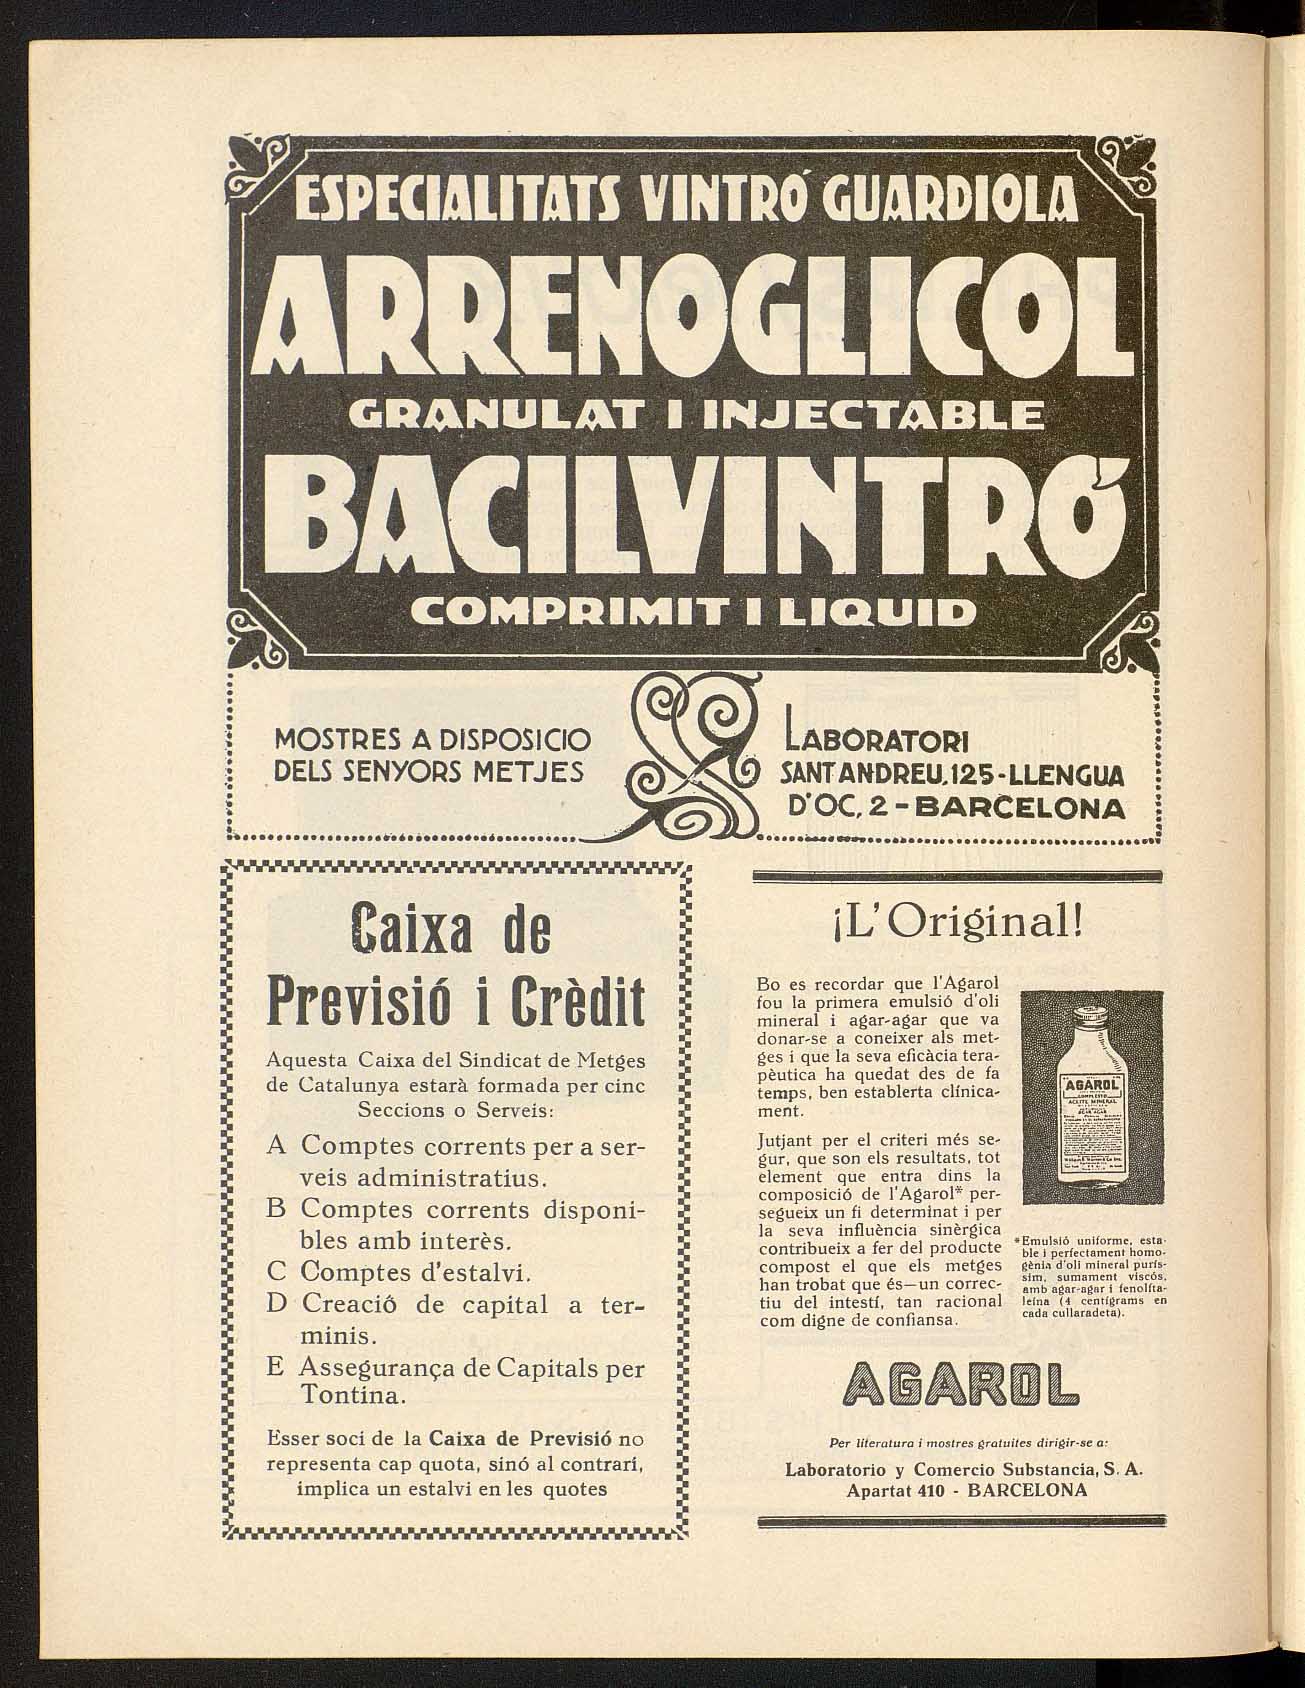 ESPECIALITATS VINTRÓ GUARDIOLA
ARRENOGLICOL
GRANULAT I INJECTABLE
BACILVINTRÓ
COMPRIMIT I LIQUID
MOSTRES A DISPOSICIO
DELS SENYORS METJES
LABORATORI
SANT ANDREU, 125 - LLENGUA
D'OC, 2 - BARCELONA
Caixa de
Previsió i Crèdit
Aquesta Caixa del Sindicat de Metges
de Catalunya estarà formada per cinc
Seccions o Serveis:
A Comptes corrents per a ser-
veis administratius.
B Comptes corrents disponi-
bles amb interès.
C Comptes d'estalvi.
D Creació de capital a ter-
minis.
E Assegurança de Capitals per
Tontina.
Esser soci de la Caixa de Previsió no
representa cap quota, sinó al contrari,
implica un estalvi en les quotes
¡L'Original!
Bo es recordar que l'Agarol
fou la primera emulsió d'oli
mineral i agar-agar que va
donar-se a coneixer als met-
ges i que la seva eficàcia tera-
pèutica ha quedat des de fa
temps, ben establerta clínica-
ment.
Jutjant per el criteri més se-
gur, que son els resultats, tot
element que entra dins la
composició de l'Agarol* per-
segueix un fi determinat i per
la seva influència sinèrgica
contribueix a fer del producte
compost el que els metges
han trobat que és—un correc-
tiu del intestí, tan racional
com digne de confiansa.
AGAROL
COMPUESTO
ACEITE MINERAL
AGAR AGAR
*Emulsió uniforme, esta-
ble i perfectament homo-
gènia d'oli mineral purís-
sim, sumament viscós,
amb agar-agar i fenolfta-
leina (4 centígrams en
cada cullaradeta).
AGAROL
Per literatura i mostres gratuites dirigir-se a:
Laboratorio y Comercio Substancia, S. A.
Apartat 410 - BARCELONA